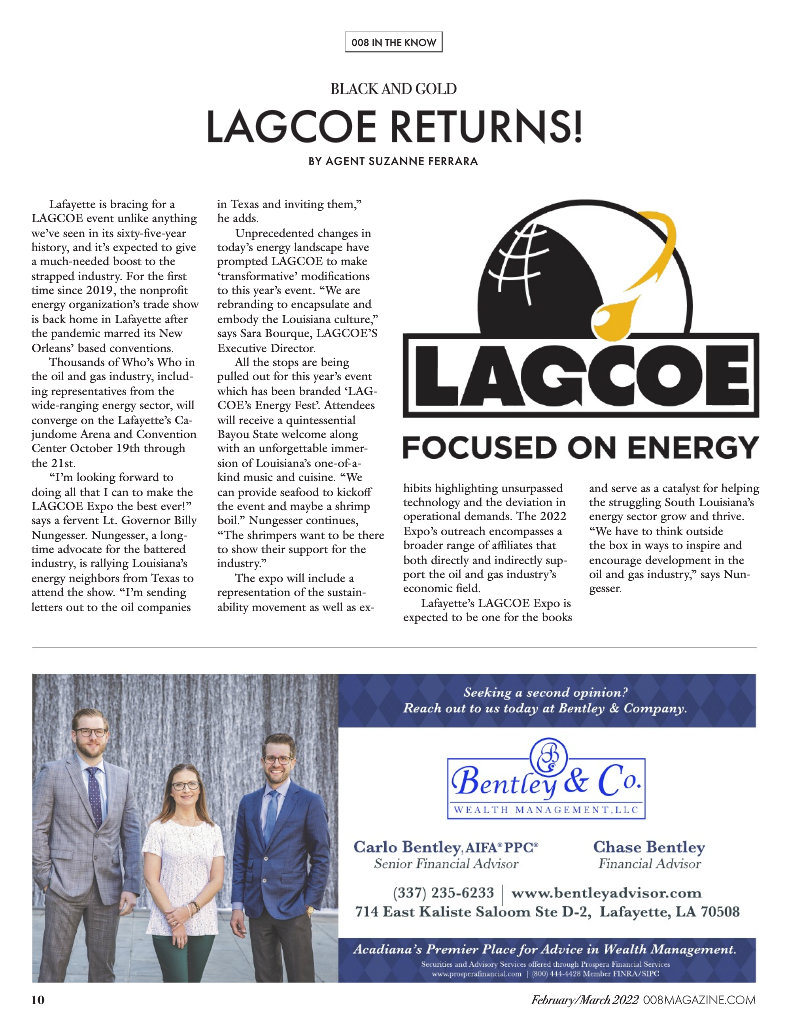 008 IN THE KNOW
BLACK AND GOLD
LAGCOE RETURNS!
BY AGENT SUZANNE FERRARA
Lafayette is bracing for a
LAGCOE event unlike anything
we’ve seen in its sixty-five-year
history, and it’s expected to give
a much-needed boost to the
strapped industry. For the first
time since 2019, the nonprofit
energy organization’s trade show
is back home in Lafayette after
the pandemic marred its New
Orleans’ based conventions.
Thousands of Who’s Who in
the oil and gas industry, includ-
ing representatives from the
wide-ranging energy sector, will
converge on the Lafayette’s Ca-
jundome Arena and Convention
Center October 19th through
the 21st.
“I’m looking forward to
doing all that I can to make the
LAGCOE Expo the best ever!”
says a fervent Lt. Governor Billy
Nungesser. Nungesser, a long-
time advocate for the battered
industry, is rallying Louisiana’s
energy neighbors from Texas to
attend the show. “I’m sending
letters out to the oil companies
in Texas and inviting them,”
he adds.
Unprecedented changes in
today’s energy landscape have
prompted LAGCOE to make
‘transformative’ modifications
to this year’s event. “We are
rebranding to encapsulate and
embody the Louisiana culture,”
says Sara Bourque, LAGCOE’S
Executive Director.
All the stops are being
pulled out for this year’s event
which has been branded ‘LAG-
COE’s Energy Fest’. Attendees
will receive a quintessential
Bayou State welcome along
with an unforgettable immer-
sion of Louisiana’s one-of-a-
kind music and cuisine. “We
can provide seafood to kickoff
the event and maybe a shrimp
boil.” Nungesser continues,
“The shrimpers want to be there
to show their support for the
industry.”
The expo will include a
representation of the sustain-
ability movement as well as ex-
LAGCOE
FOCUSED ON ENERGY
hibits highlighting unsurpassed
technology and the deviation in
operational demands. The 2022
Expo’s outreach encompasses a
broader range of affiliates that
both directly and indirectly sup-
port the oil and gas industry’s
economic field.
Lafayette’s LAGCOE Expo is
expected to be one for the books
and serve as a catalyst for helping
the struggling South Louisiana’s
energy sector grow and thrive.
“We have to think outside
the box in ways to inspire and
encourage development in the
oil and gas industry,” says Nun-
gesser.
Seeking a second opinion?
Reach out to us today at Bentley & Company.
B
Bentley & Co.
WEALTH MANAGEMENT, LLC
Carlo Bentley, AIFA® PPC®
Senior Financial Advisor
Chase Bentley
Financial Advisor
(337) 235-6233 | www.bentleyadvisor.com
714 East Kaliste Saloom Ste D-2, Lafayette, LA 70508
Acadiana’s Premier Place for Advice in Wealth Management.
Securities and Advisory Services offered through Prospera Financial Services
www.prosperafinancial.com | (800) 444-4428 Member FINRA/SIPC
10
February/March 2022 008MAGAZINE.COM